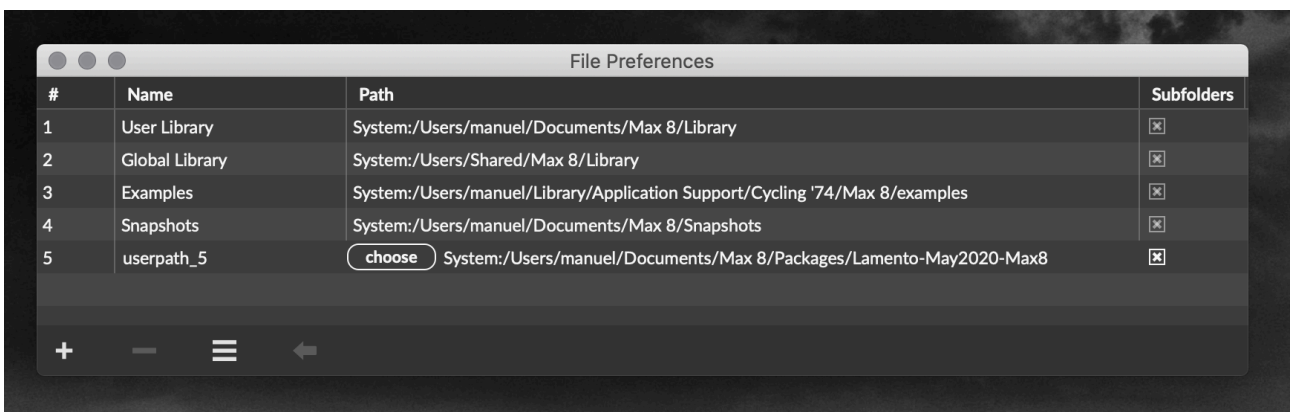 File Preferences
# Name Path Subfolders
1 User Library System:/Users/manuel/Documents/Max 8/Library
2 Global Library System:/Users/Shared/Max 8/Library
3 Examples System:/Users/manuel/Library/Application Support/Cycling '74/Max 8/examples
4 Snapshots System:/Users/manuel/Documents/Max 8/Snapshots
5 userpath_5 choose System:/Users/manuel/Documents/Max 8/Packages/Lamento-May2020-Max8